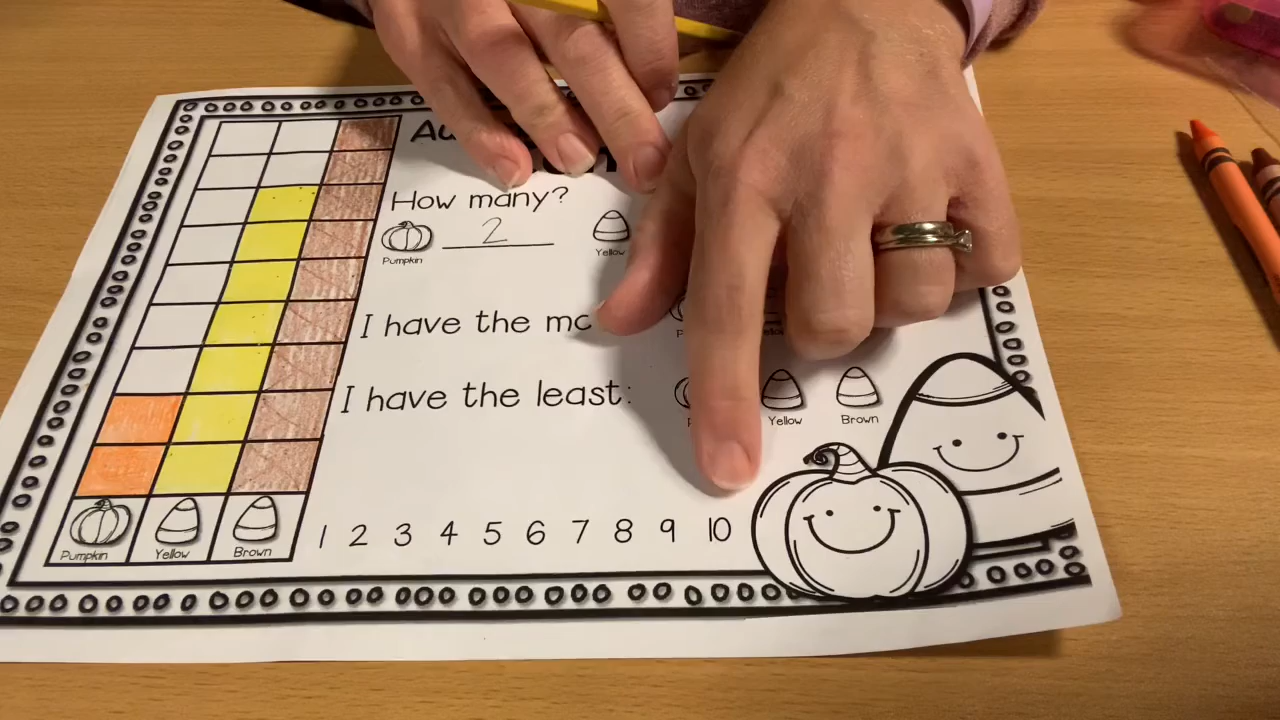 How many?
2
Pumpkin Yellow
I have the
I have the least:
Yellow Brown
1 2 3 4 5 6 7 8 9 10
Pumpkin Yellow Brown